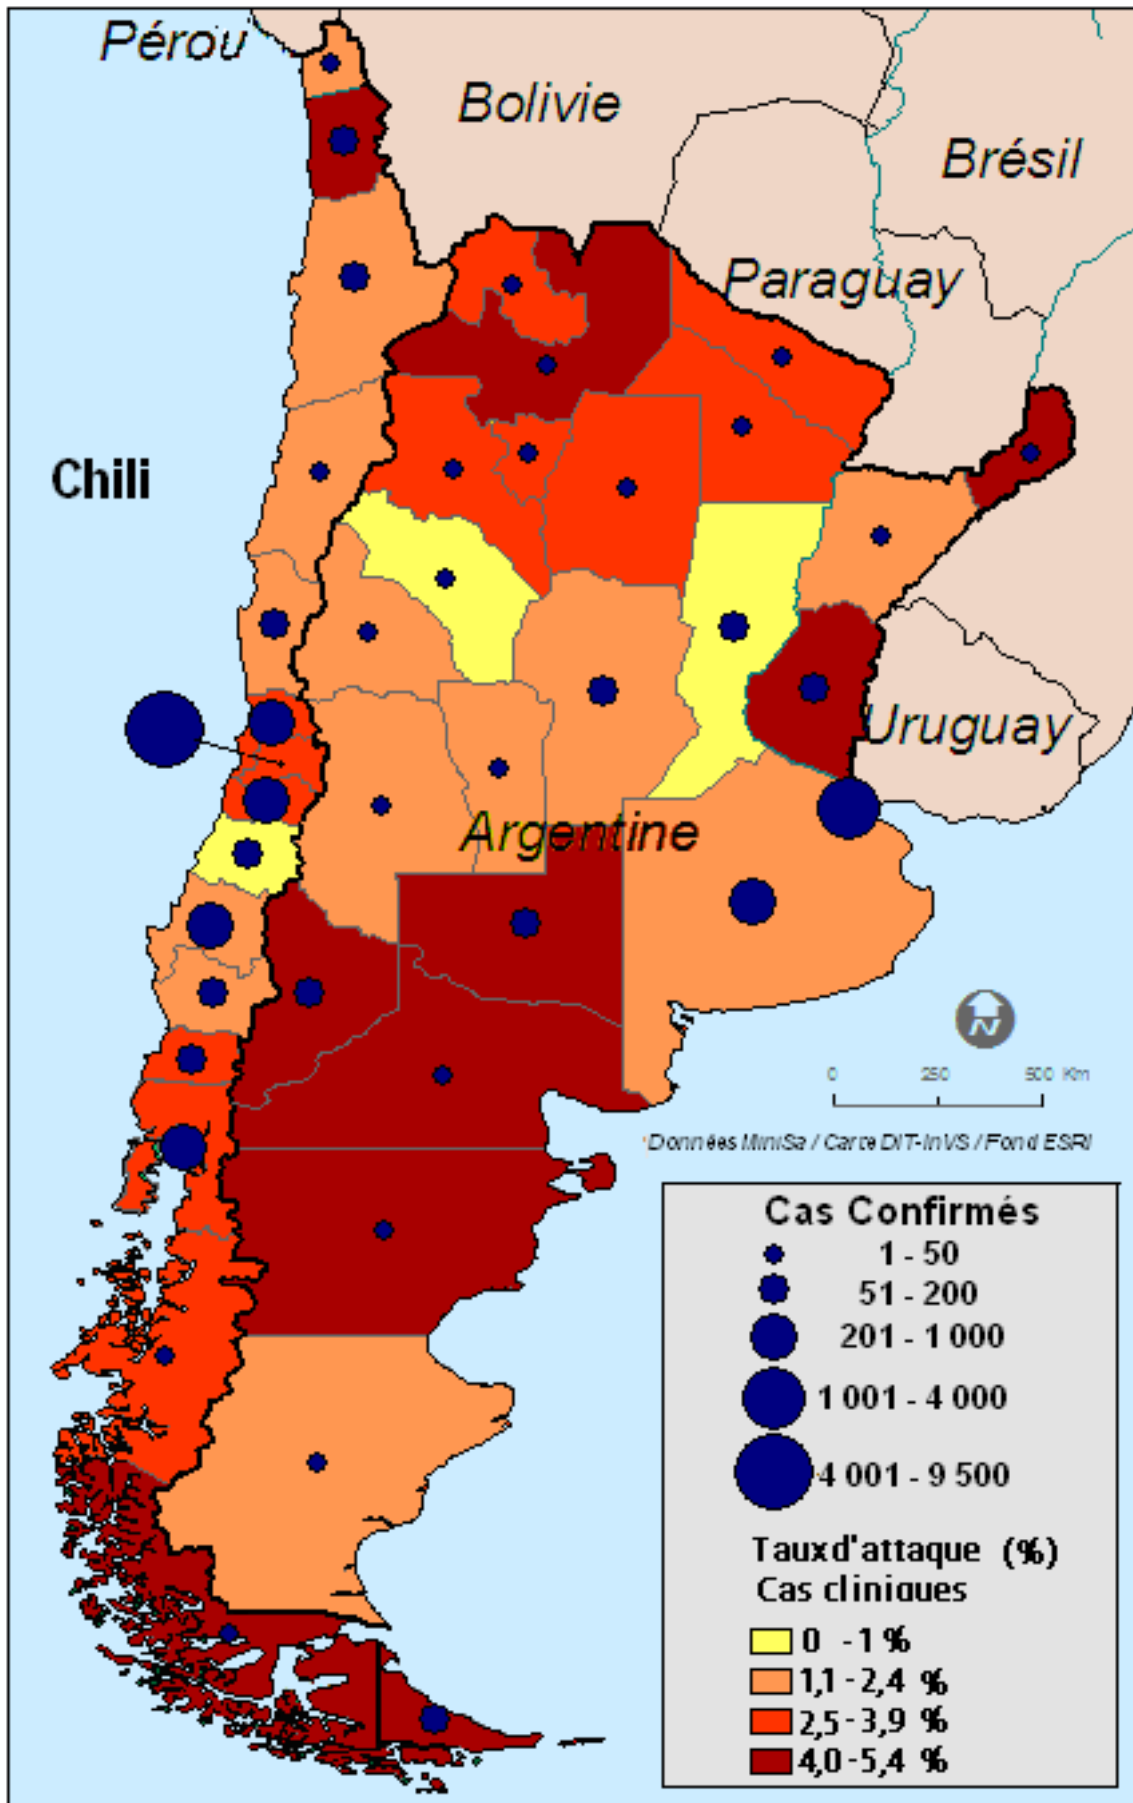 Pérou
Bolivie
Brésil
Paraguay
Chili
Uruguay
Argentine
N
0 250 500 Km
*Données MiniSa / Carte DIT-InVS / Fond ESRI
Cas Confirmés
1 - 50
51 - 200
201 - 1 000
1 001 - 4 000
4 001 - 9 500
Taux d'attaque (%)
Cas cliniques
0 - 1 %
1,1 - 2,4 %
2,5 - 3,9 %
4,0 - 5,4 %